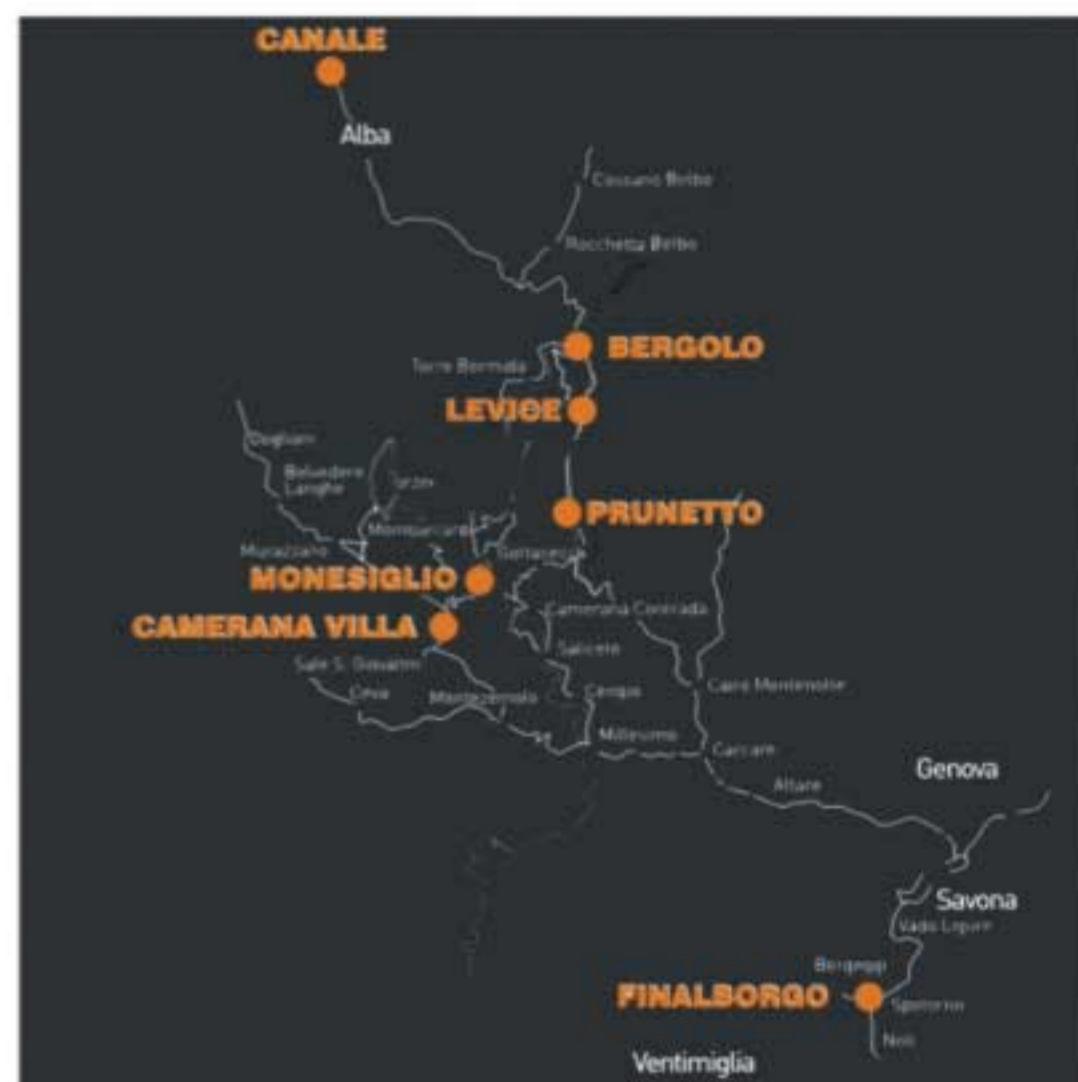 CANALE
Alba
Cossano Belbo
Rocchetta Belbo
BERGOLO
Torre Bormida
LEVICE
Dogliani
Belvedere
Langhe
PRUNETTO
Murazzano
Gottasecca
MONESIGLIO
Camerana Contrada
CAMERANA VILLA
Saliceto
Sale S. Giovanni
Ceva
Montezemolo
Cengio
Cairo Montenotte
Millesimo
Carcare
Altare
Genova
Savona
Vado Ligure
Bergeggi
FINALBORGO
Spotorno
Noli
Ventimiglia